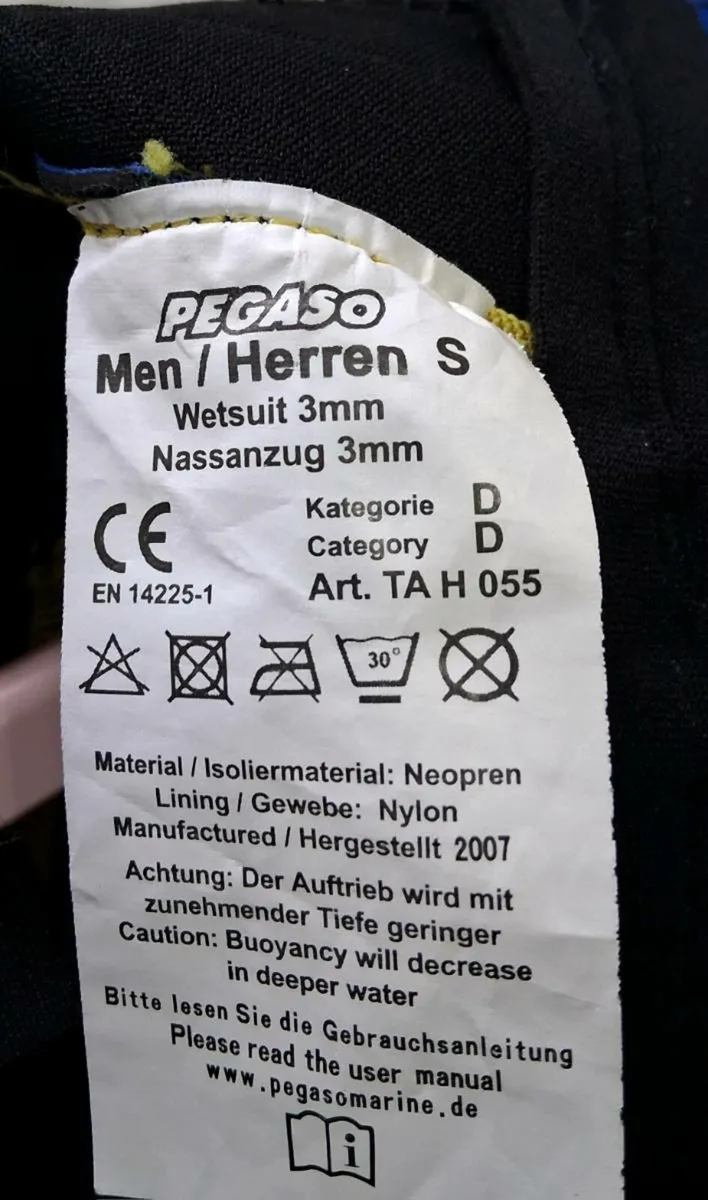 PEGASO
Men / Herren S
Wetsuit 3mm
Nassanzug 3mm
CE
EN 14225-1
Kategorie D
Category D
Art. TA H 055
30°
Material / Isoliermaterial: Neopren
Lining / Gewebe: Nylon
Manufactured / Hergestellt 2007
Achtung: Der Auftrieb wird mit
zunehmender Tiefe geringer
Caution: Buoyancy will decrease
in deeper water
Bitte lesen Sie die Gebrauchsanleitung
Please read the user manual
www.pegasomarine.de
i